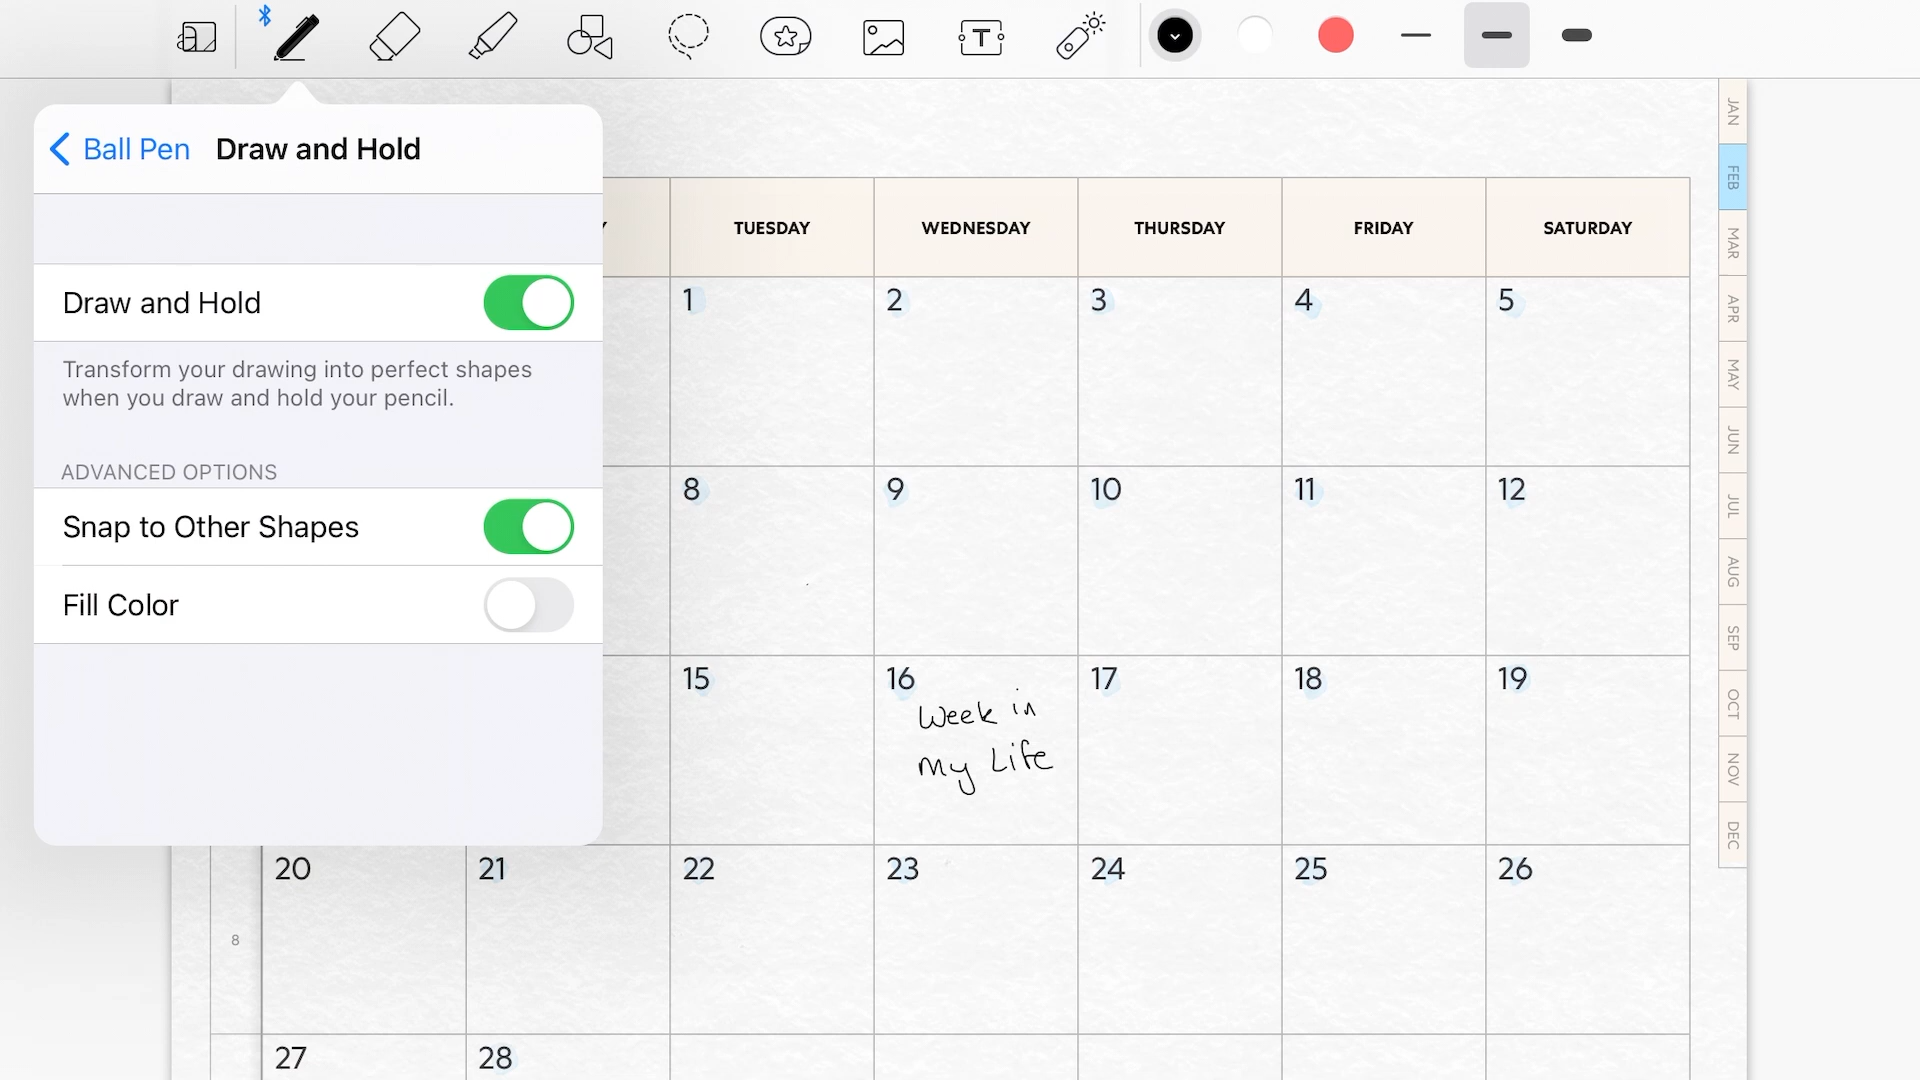 Ball Pen Draw and Hold
Draw and Hold
Transform your drawing into perfect shapes
when you draw and hold your pencil.
ADVANCED OPTIONS
Snap to Other Shapes
Fill Color
TUESDAY WEDNESDAY THURSDAY FRIDAY SATURDAY
1 2 3 4 5
8 9 10 11 12
15 16 17 18 19
Week in
my Life
20 21 22 23 24 25 26
8
27 28
JAN
FEB
MAR
APR
MAY
JUN
JUL
AUG
SEP
OCT
NOV
DEC
a
T